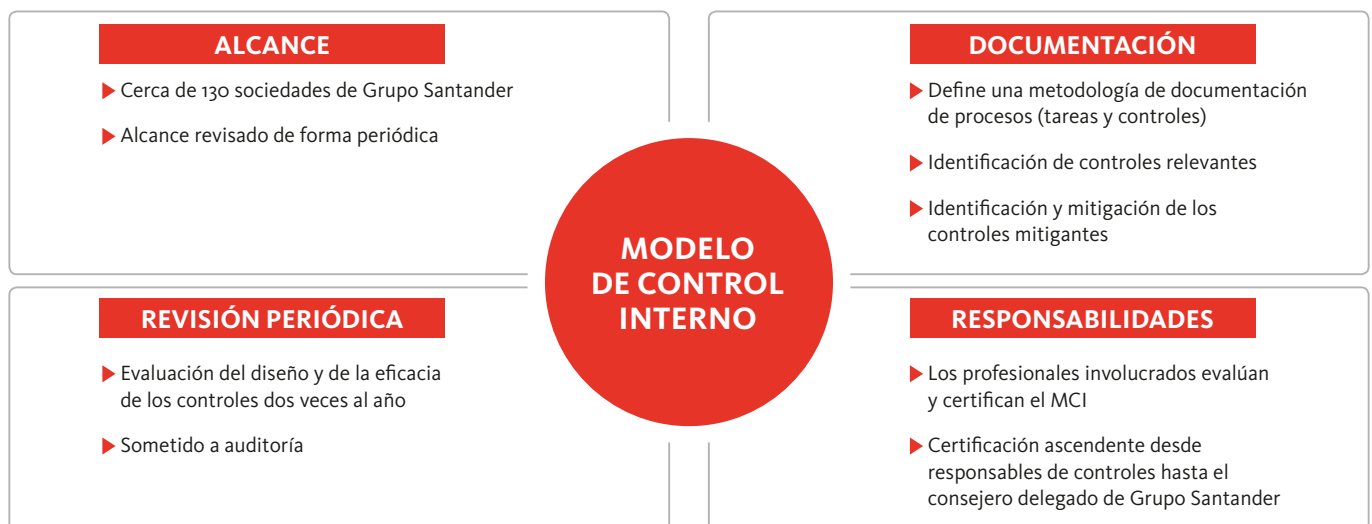 ALCANCE
Cerca de 130 sociedades de Grupo Santander
Alcance revisado de forma periódica
DOCUMENTACIÓN
Define una metodología de documentación
de procesos (tareas y controles)
Identificación de controles relevantes
Identificación y mitigación de los
controles mitigantes
MODELO
DE CONTROL
INTERNO
REVISIÓN PERIÓDICA
Evaluación del diseño y de la eficacia
de los controles dos veces al año
Sometido a auditoría
RESPONSABILIDADES
Los profesionales involucrados evalúan
y certifican el MCI
Certificación ascendente desde
responsables de controles hasta el
consejero delegado de Grupo Santander